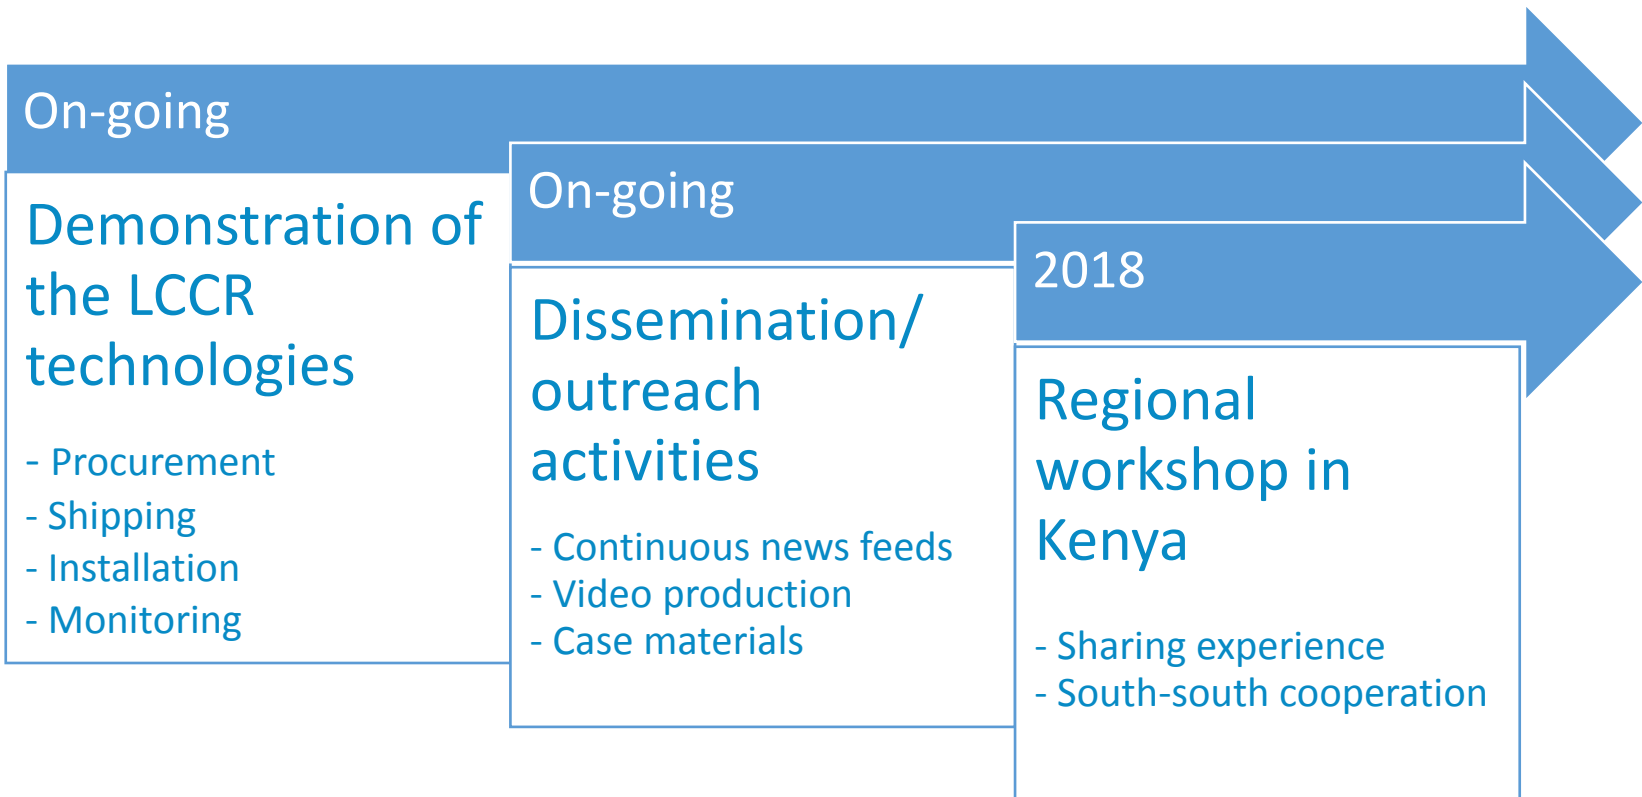 On-going
Demonstration of
the LCCR
technologies
- Procurement
- Shipping
- Installation
- Monitoring
On-going
Dissemination/
outreach
activities
- Continuous news feeds
- Video production
- Case materials
2018
Regional
workshop in
Kenya
- Sharing experience
- South-south cooperation